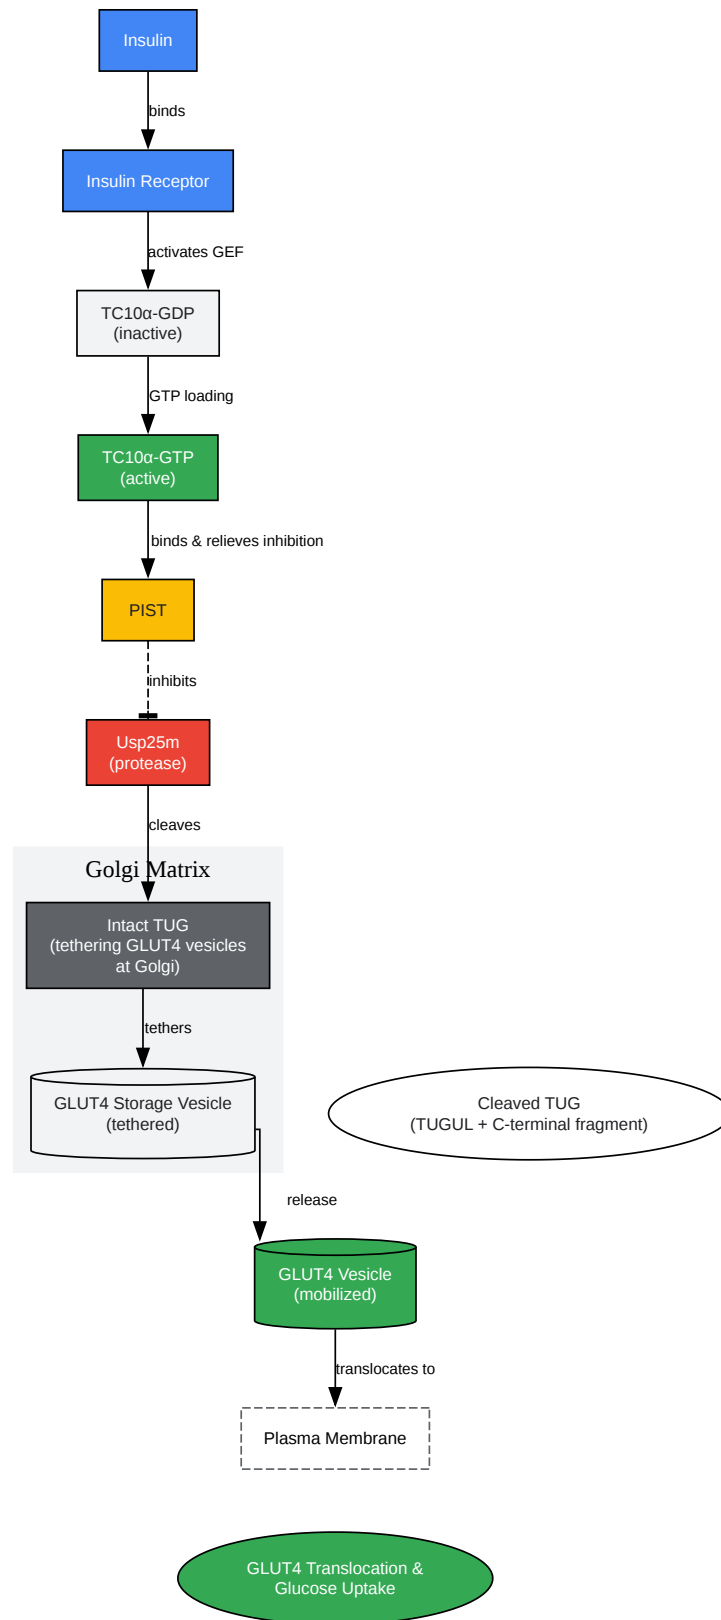 Insulin
binds
Insulin Receptor
activates GEF
TC10α-GDP
(inactive)
GTP loading
TC10α-GTP
(active)
binds & relieves inhibition
PIST
inhibits
Usp25m
(protease)
cleaves
Golgi Matrix
Intact TUG
(tethering GLUT4 vesicles
at Golgi)
tethers
GLUT4 Storage Vesicle
(tethered)
Cleaved TUG
(TUGUL + C-terminal fragment)
release
GLUT4 Vesicle
(mobilized)
translocates to
Plasma Membrane
GLUT4 Translocation &
Glucose Uptake